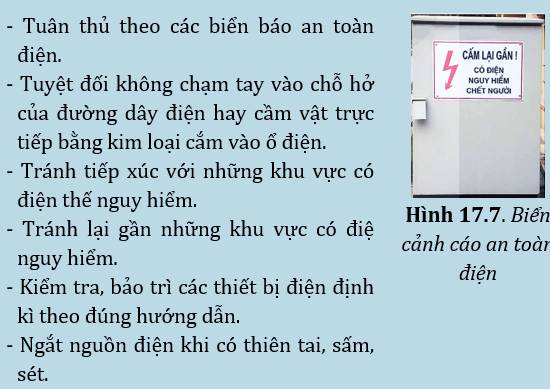 - Tuân thủ theo các biển báo an toàn
điện.
- Tuyệt đối không chạm tay vào chỗ hở
của đường dây điện hay cầm vật trực
tiếp bằng kim loại cắm vào ổ điện.
- Tránh tiếp xúc với những khu vực có
điện thế nguy hiểm.
- Tránh lại gần những khu vực có điệ
nguy hiểm.
- Kiểm tra, bảo trì các thiết bị điện định
kì theo đúng hướng dẫn.
- Ngắt nguồn điện khi có thiên tai, sấm,
sét.
CẤM LẠI GẦN !
CÓ ĐIỆN
NGUY HIỂM
CHẾT NGƯỜI
Hình 17.7. Biển
cảnh cáo an toàn
điện